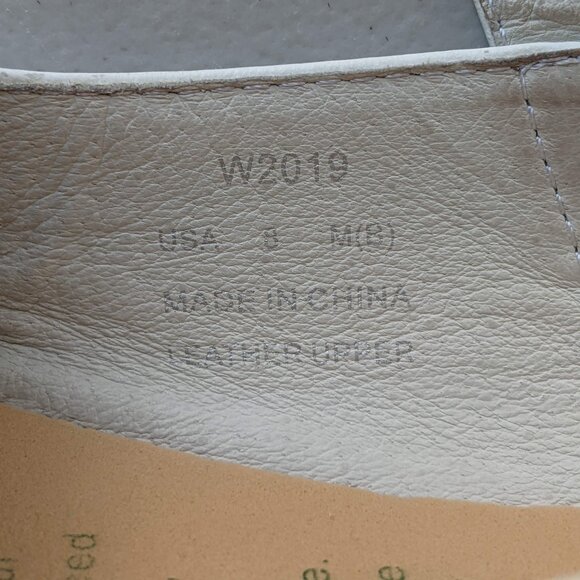 W2019
USA 8 M(B)
MADE IN CHINA
LEATHER UPPER